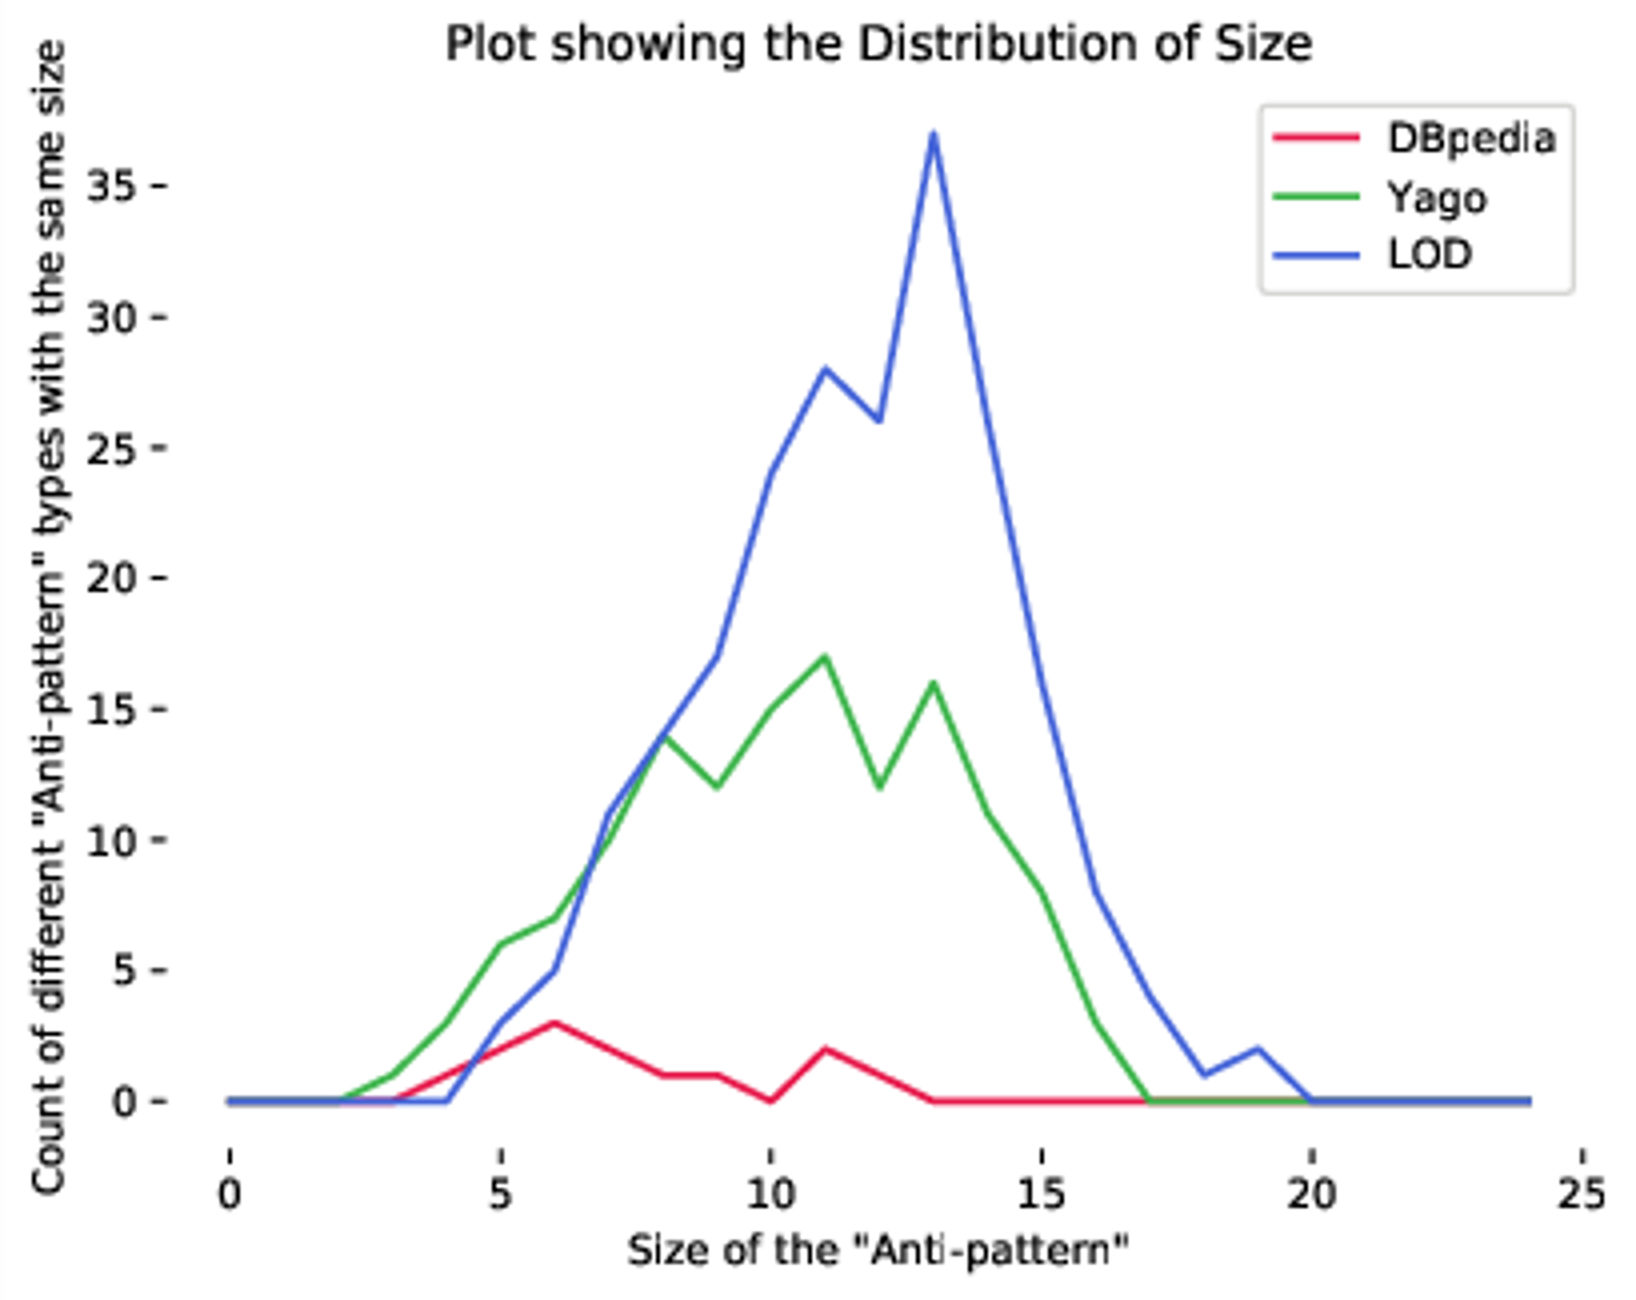 Plot showing the Distribution of Size
Count of different "Anti-pattern" types with the same size
35
30
25
20
15
10
5
0
DBpedia
Yago
LOD
0 5 10 15 20 25
Size of the "Anti-pattern"